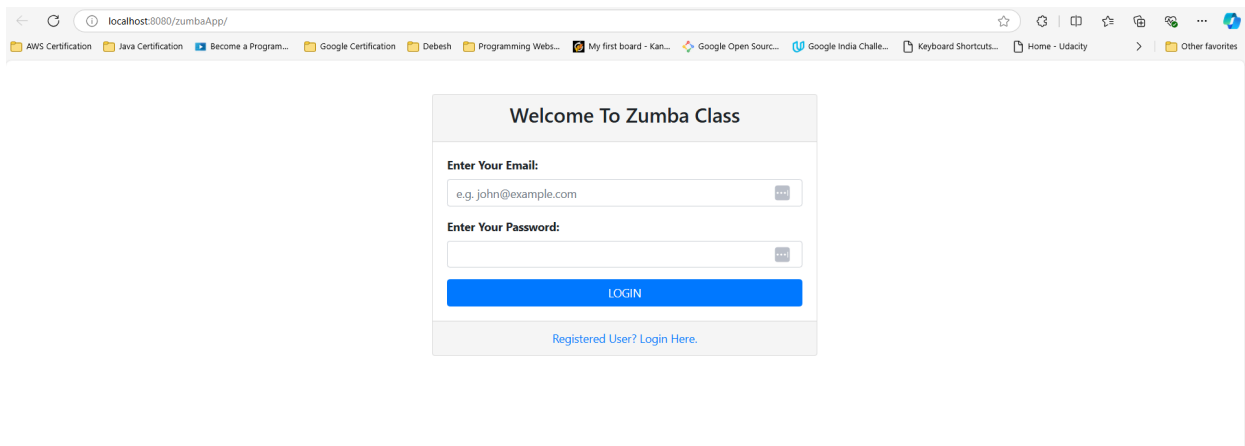 localhost:8080/zumbaApp/
AWS Certification Java Certification Become a Program... Google Certification Debesh Programming Webs... My first board - Kan... Google Open Sourc... Google India Challe... Keyboard Shortcuts... Home - Udacity Other favorites
Welcome To Zumba Class
Enter Your Email:
e.g. john@example.com
Enter Your Password:
LOGIN
Registered User? Login Here.